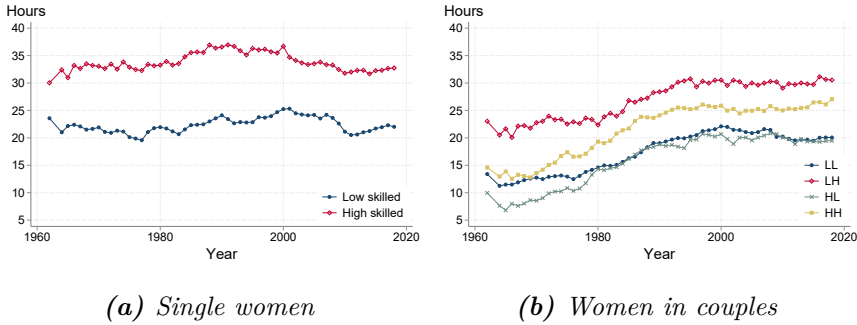 Hours
40
35
30
25
20
15
10
5
1960
1980
2000
2020
Year
Low skilled
High skilled
(a) Single women
Hours
40
35
30
25
20
15
10
5
1960
1980
2000
2020
Year
LL
LH
HL
HH
(b) Women in couples